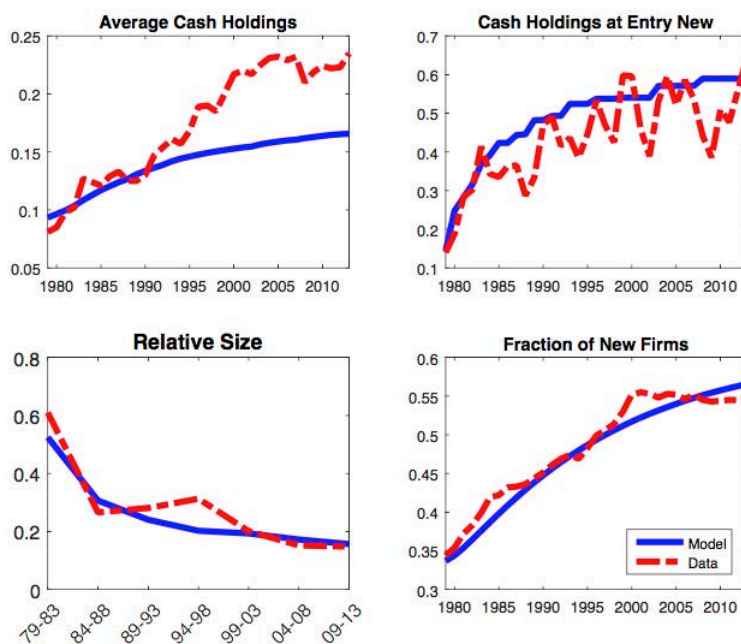 Average Cash Holdings
0.25
0.2
0.15
0.1
0.05
1980 1985 1990 1995 2000 2005 2010
Cash Holdings at Entry New
0.7
0.6
0.5
0.4
0.3
0.2
0.1
1980 1985 1990 1995 2000 2005 2010
Relative Size
0.8
0.6
0.4
0.2
0
79-83 84-88 89-93 94-98 99-03 04-08 09-13
Fraction of New Firms
0.6
0.55
0.5
0.45
0.4
0.35
0.3
1980 1985 1990 1995 2000 2005 2010
Model
Data